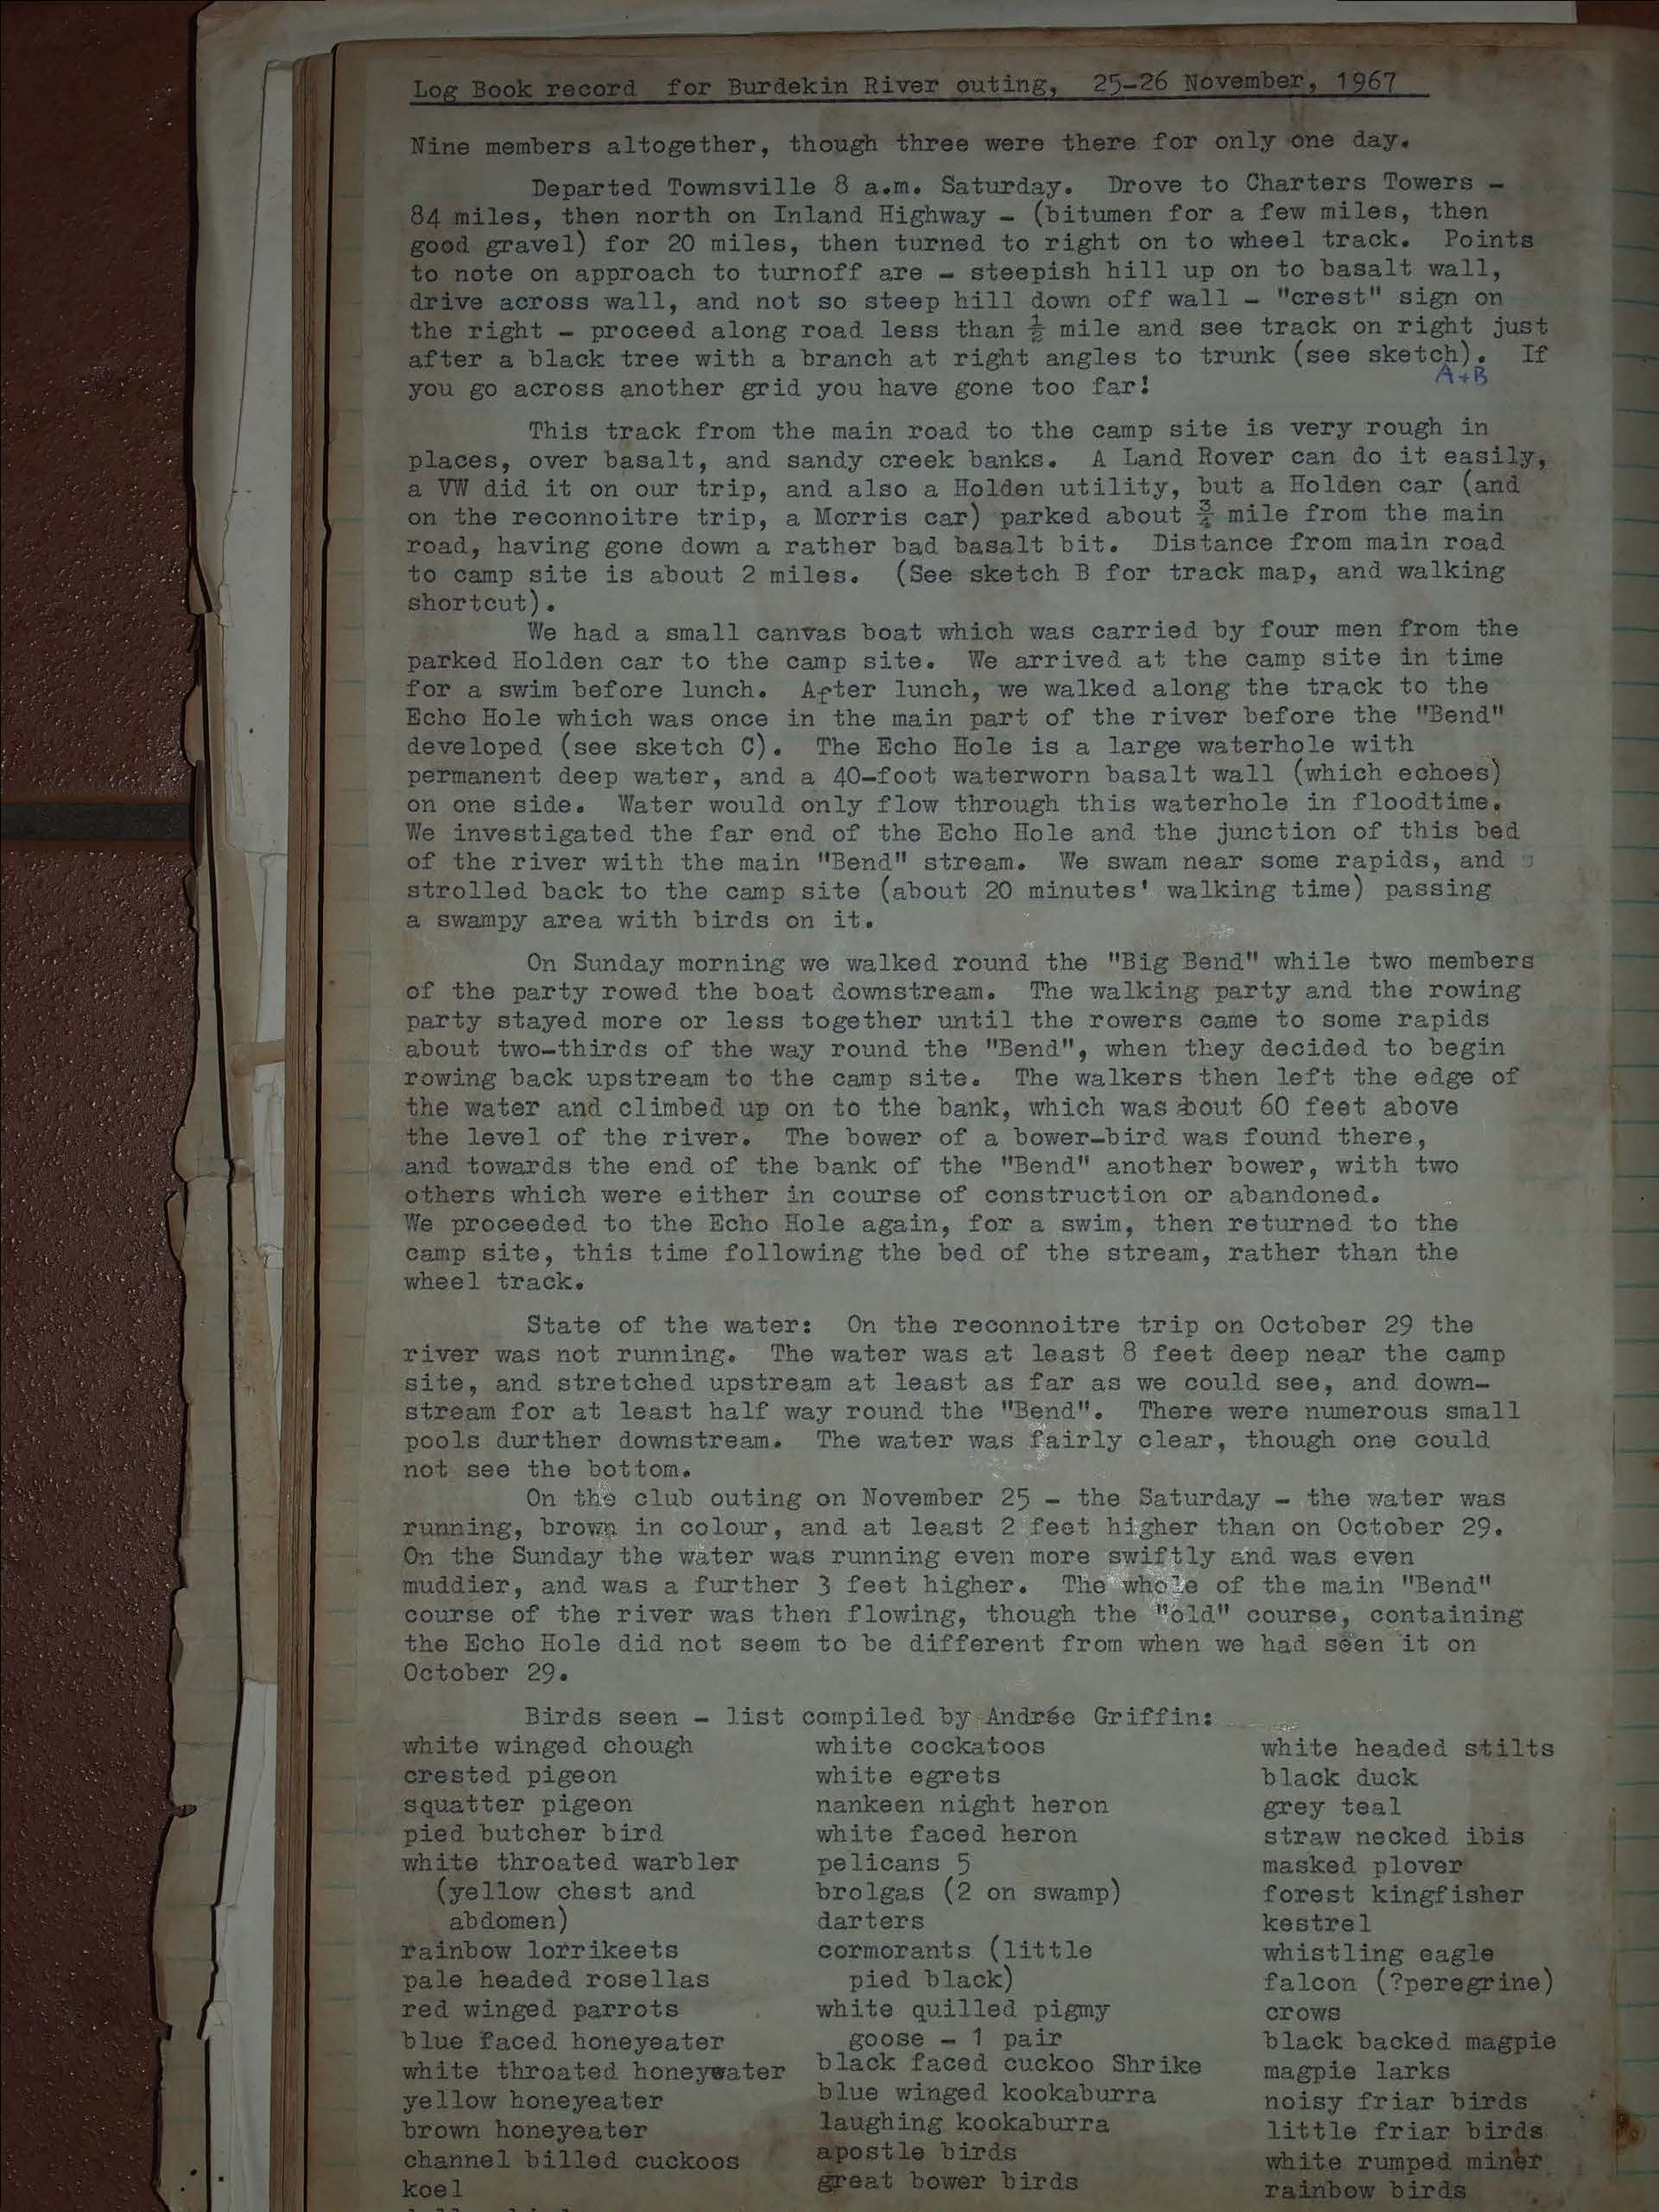 Log Book record for Burdekin River outing, 25-26 November, 1967
Nine members altogether, though three were there for only one day.
Departed Townsville 8 a.m. Saturday. Drove to Charters Towers -
84 miles, then north on Inland Highway - (bitumen for a few miles, then
good gravel) for 20 miles, then turned to right on to wheel track. Points
to note on approach to turnoff are - steepish hill up on to basalt wall,
drive across wall, and not so steep hill down off wall - "crest" sign on
the right - proceed along road less than ½ mile and see track on right just
after a black tree with a branch at right angles to trunk (see sketch). If
A+B
you go across another grid you have gone too far!
This track from the main road to the camp site is very rough in
places, over basalt, and sandy creek banks. A Land Rover can do it easily,
a VW did it on our trip, and also a Holden utility, but a Holden car (and
on the reconnoitre trip, a Morris car) parked about ¾ mile from the main
road, having gone down a rather bad basalt bit. Distance from main road
to camp site is about 2 miles. (See sketch B for track map, and walking
shortcut).
We had a small canvas boat which was carried by four men from the
parked Holden car to the camp site. We arrived at the camp site in time
for a swim before lunch. After lunch, we walked along the track to the
Echo Hole which was once in the main part of the river before the "Bend"
developed (see sketch C). The Echo Hole is a large waterhole with
permanent deep water, and a 40-foot waterworn basalt wall (which echoes)
on one side. Water would only flow through this waterhole in floodtime.
We investigated the far end of the Echo Hole and the junction of this bed
of the river with the main "Bend" stream. We swam near some rapids, and
strolled back to the camp site (about 20 minutes' walking time) passing
a swampy area with birds on it.
On Sunday morning we walked round the "Big Bend" while two members
of the party rowed the boat downstream. The walking party and the rowing
party stayed more or less together until the rowers came to some rapids
about two-thirds of the way round the "Bend", when they decided to begin
rowing back upstream to the camp site. The walkers then left the edge of
the water and climbed up on to the bank, which was about 60 feet above
the level of the river. The bower of a bower-bird was found there,
and towards the end of the bank of the "Bend" another bower, with two
others which were either in course of construction or abandoned.
We proceeded to the Echo Hole again, for a swim, then returned to the
camp site, this time following the bed of the stream, rather than the
wheel track.
State of the water: On the reconnoitre trip on October 29 the
river was not running. The water was at least 8 feet deep near the camp
site, and stretched upstream at least as far as we could see, and down-
stream for at least half way round the "Bend". There were numerous small
pools durther downstream. The water was fairly clear, though one could
not see the bottom.
On the club outing on November 25 - the Saturday - the water was
running, brown in colour, and at least 2 feet higher than on October 29.
On the Sunday the water was running even more swiftly and was even
muddier, and was a further 3 feet higher. The whole of the main "Bend"
course of the river was then flowing, though the "old" course, containing
the Echo Hole did not seem to be different from when we had seen it on
October 29.
Birds seen - list compiled by Andrée Griffin:
white winged chough
crested pigeon
squatter pigeon
pied butcher bird
white throated warbler
(yellow chest and
abdomen)
rainbow lorrikeets
pale headed rosellas
red winged parrots
blue faced honeyeater
white throated honeywater
yellow honeyeater
brown honeyeater
channel billed cuckoos
koel
white cockatoos
white egrets
nankeen night heron
white faced heron
pelicans 5
brolgas (2 on swamp)
darters
cormorants (little
pied black)
white quilled pigmy
goose - 1 pair
black faced cuckoo Shrike
blue winged kookaburra
laughing kookaburra
apostle birds
great bower birds
white headed stilts
black duck
grey teal
straw necked ibis
masked plover
forest kingfisher
kestrel
whistling eagle
falcon (?peregrine)
crows
black backed magpie
magpie larks
noisy friar birds
little friar birds
white rumped miner
rainbow birds